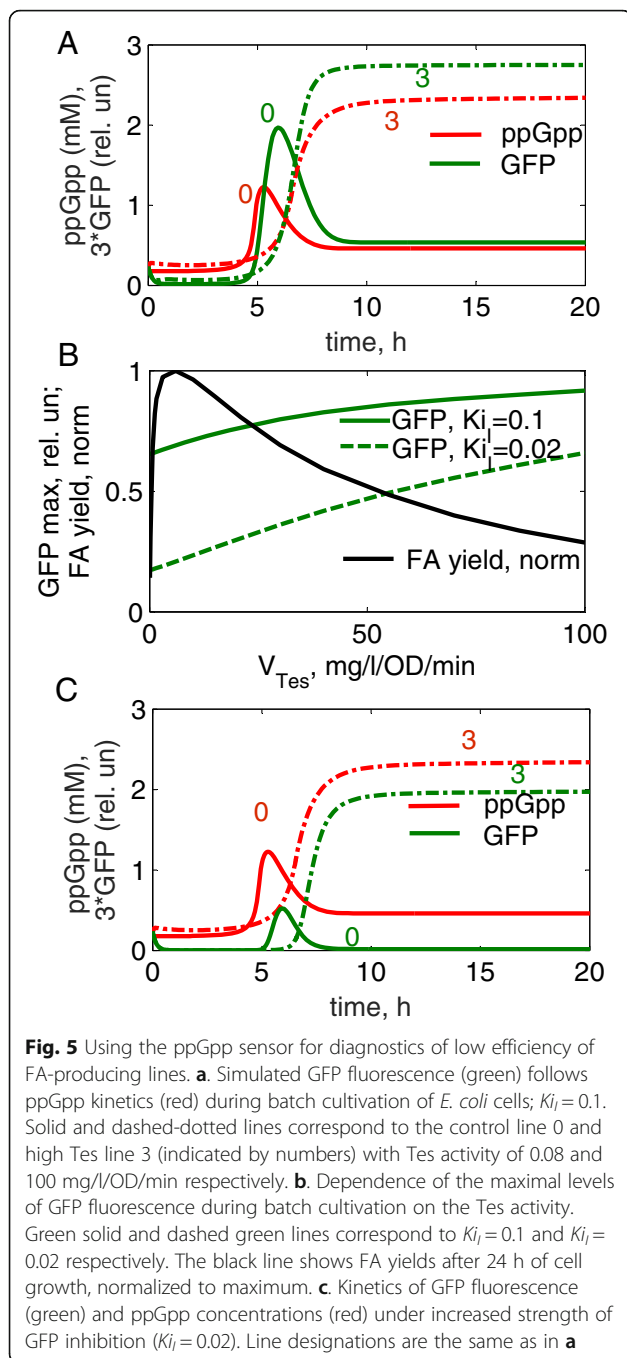 A
ppGpp (mM),
3*GFP (rel. un)
3
2
1
0
0
0
3
3
ppGpp
GFP
0
5
10
15
20
time, h
B
GFP max, rel. un;
FA yield, norm
1
0.5
0
GFP, Ki_I=0.1
GFP, Ki_I=0.02
FA yield, norm
0
50
100
V_Tes, mg/l/OD/min
C
ppGpp (mM),
3*GFP (rel. un)
3
2
1
0
0
3
3
ppGpp
GFP
0
0
5
10
15
20
time, h
Fig. 5 Using the ppGpp sensor for diagnostics of low efficiency of
FA-producing lines. a. Simulated GFP fluorescence (green) follows
ppGpp kinetics (red) during batch cultivation of E. coli cells; Ki_I = 0.1.
Solid and dashed-dotted lines correspond to the control line 0 and
high Tes line 3 (indicated by numbers) with Tes activity of 0.08 and
100 mg/l/OD/min respectively. b. Dependence of the maximal levels
of GFP fluorescence during batch cultivation on the Tes activity.
Green solid and dashed green lines correspond to Ki_I = 0.1 and Ki_I =
0.02 respectively. The black line shows FA yields after 24 h of cell
growth, normalized to maximum. c. Kinetics of GFP fluorescence
(green) and ppGpp concentrations (red) under increased strength of
GFP inhibition (Ki_I = 0.02). Line designations are the same as in a